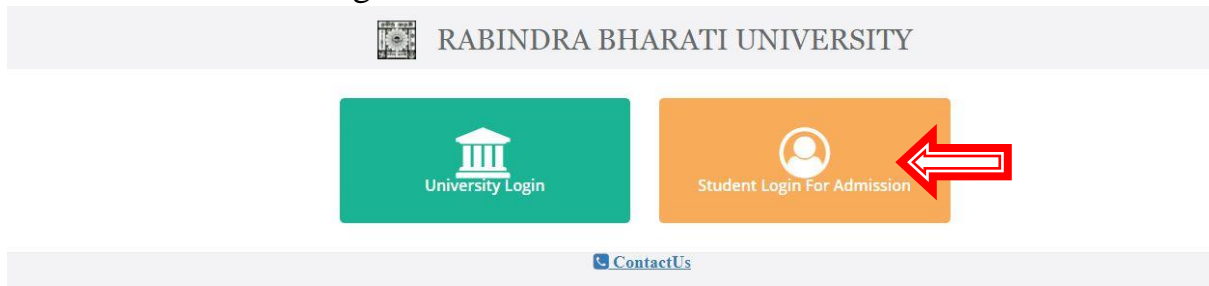 RABINDRA BHARATI UNIVERSITY
University Login
Student Login For Admission
ContactUs